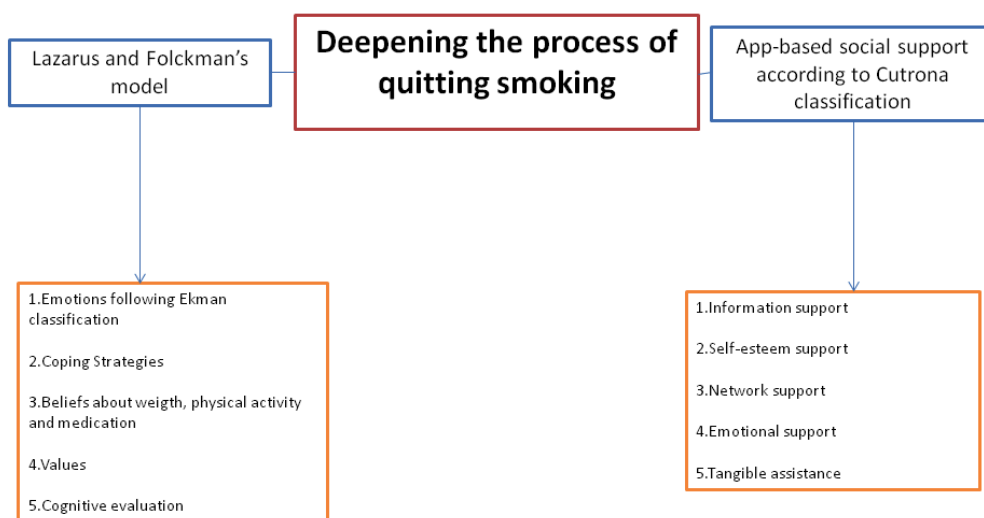 Deepening the process of
quitting smoking
Lazarus and Folckman's
model
App-based social support
according to Cutrona
classification
1.Emotions following Ekman
classification
2.Coping Strategies
3.Beliefs about weigth, physical activity
and medication
4.Values
5.Cognitive evaluation
1.Information support
2.Self-esteem support
3.Network support
4.Emotional support
5.Tangible assistance